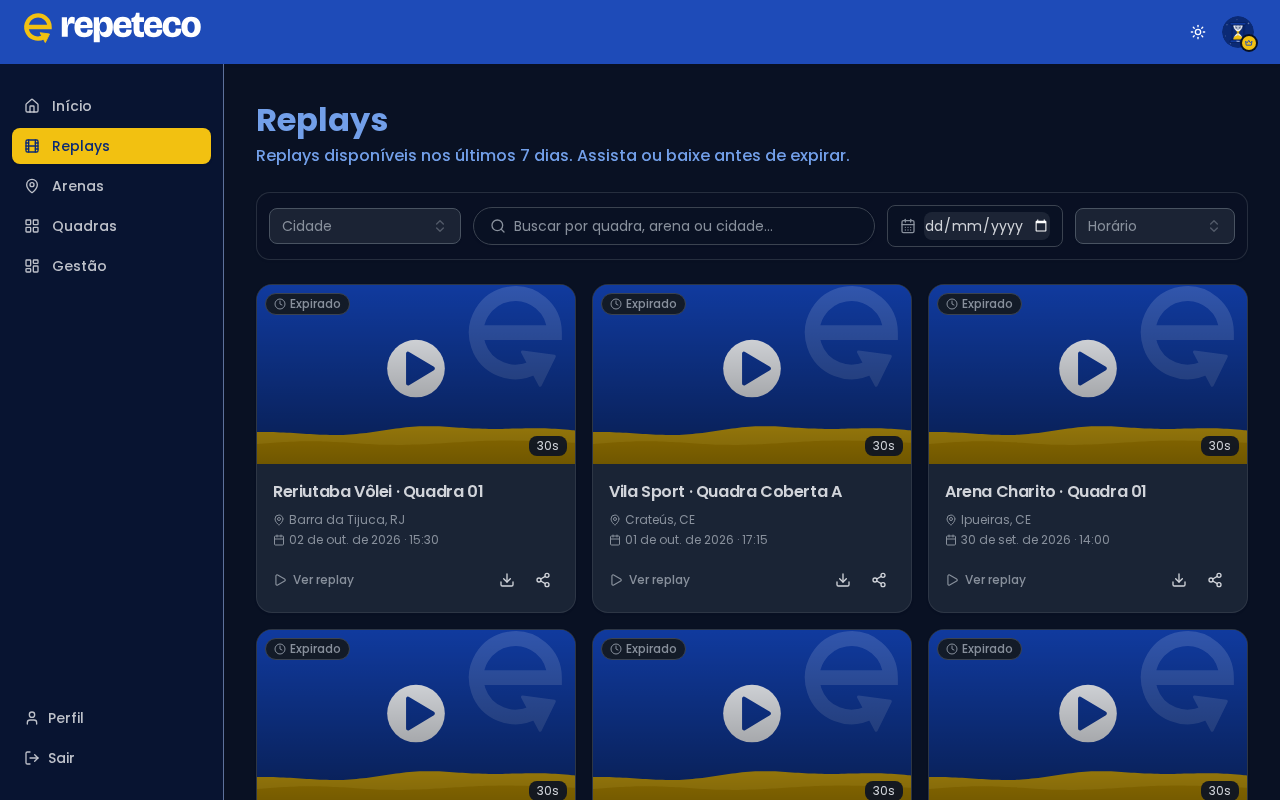 repeteco
Início
Replays
Arenas
Quadras
Gestão
Perfil
Sair
Replays
Replays disponíveis nos últimos 7 dias. Assista ou baixe antes de expirar.
Cidade
Buscar por quadra, arena ou cidade...
dd/mm/yyyy
Horário
Expirado
30s
Reriutaba Vôlei · Quadra 01
Barra da Tijuca, RJ
02 de out. de 2026 · 15:30
Ver replay
Expirado
30s
Vila Sport · Quadra Coberta A
Crateús, CE
01 de out. de 2026 · 17:15
Ver replay
Expirado
30s
Arena Charito · Quadra 01
Ipueiras, CE
30 de set. de 2026 · 14:00
Ver replay
Expirado
30s
Expirado
30s
Expirado
30s